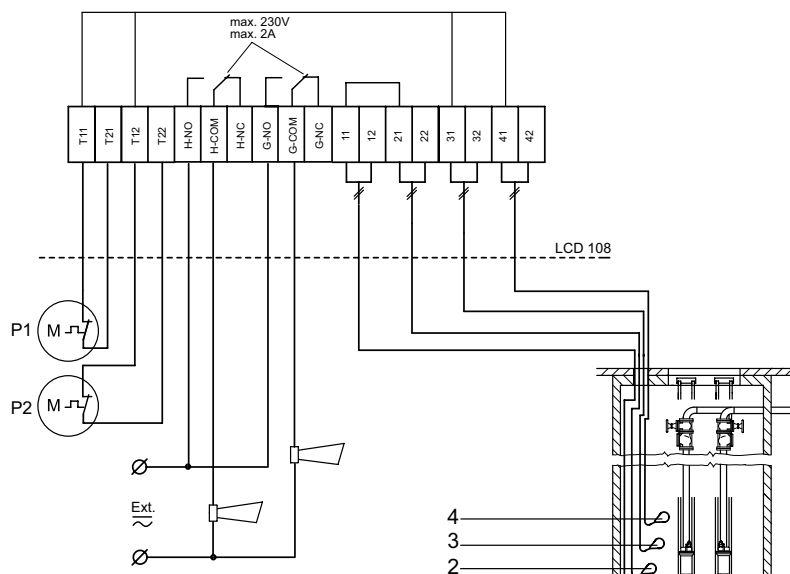 max. 230V
max. 2A
T11 T21 T12 T22 H-NO H-COM H-NC G-NO G-COM G-NC 11 12 21 22 31 32 41 42
LCD 108
P1 M
P2 M
Ext.
4
3
2